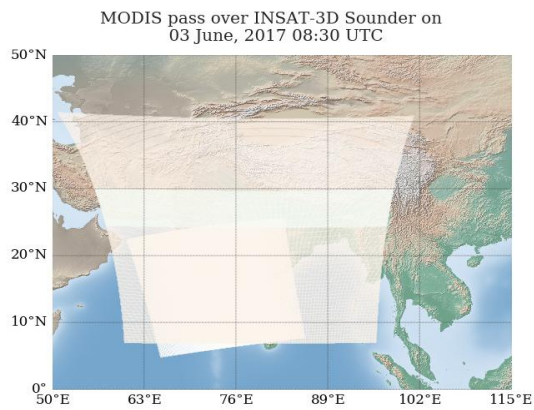 MODIS pass over INSAT-3D Sounder on
03 June, 2017 08:30 UTC
50°N
40°N
30°N
20°N
10°N
0°
50°E 63°E 76°E 89°E 102°E 115°E